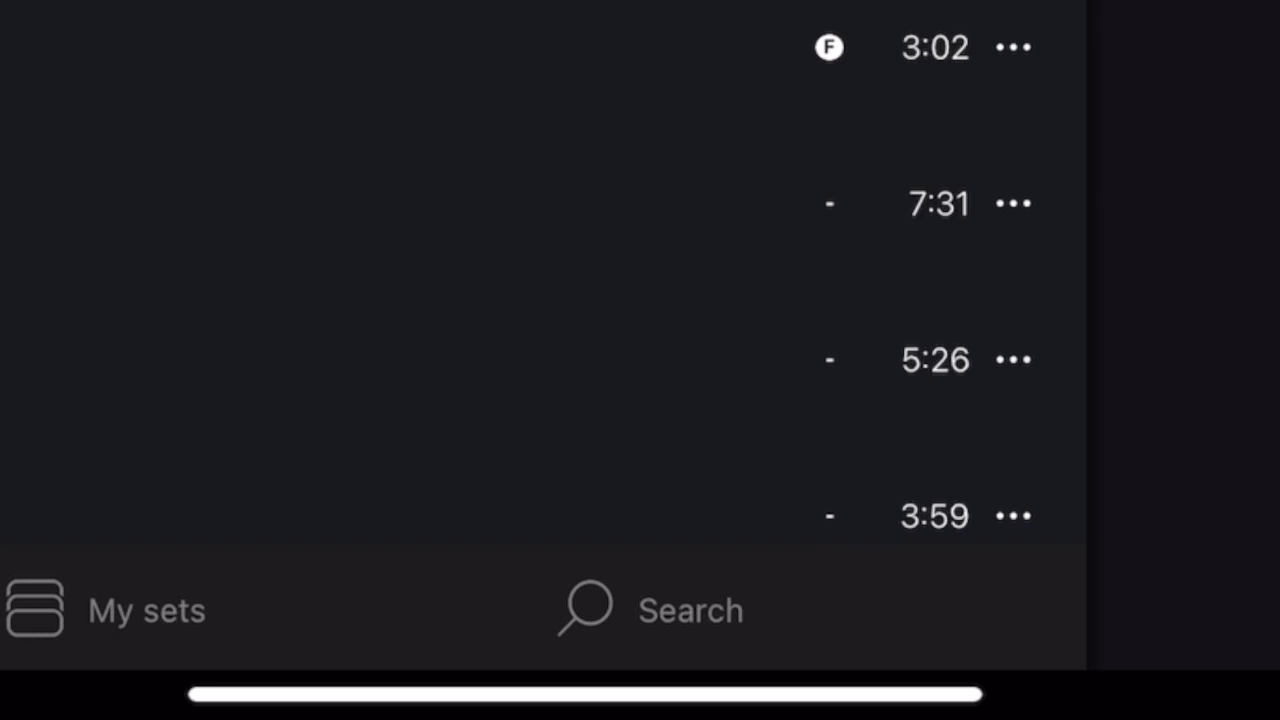 F 3:02 •••
- 7:31 •••
- 5:26 •••
- 3:59 •••
My sets Search